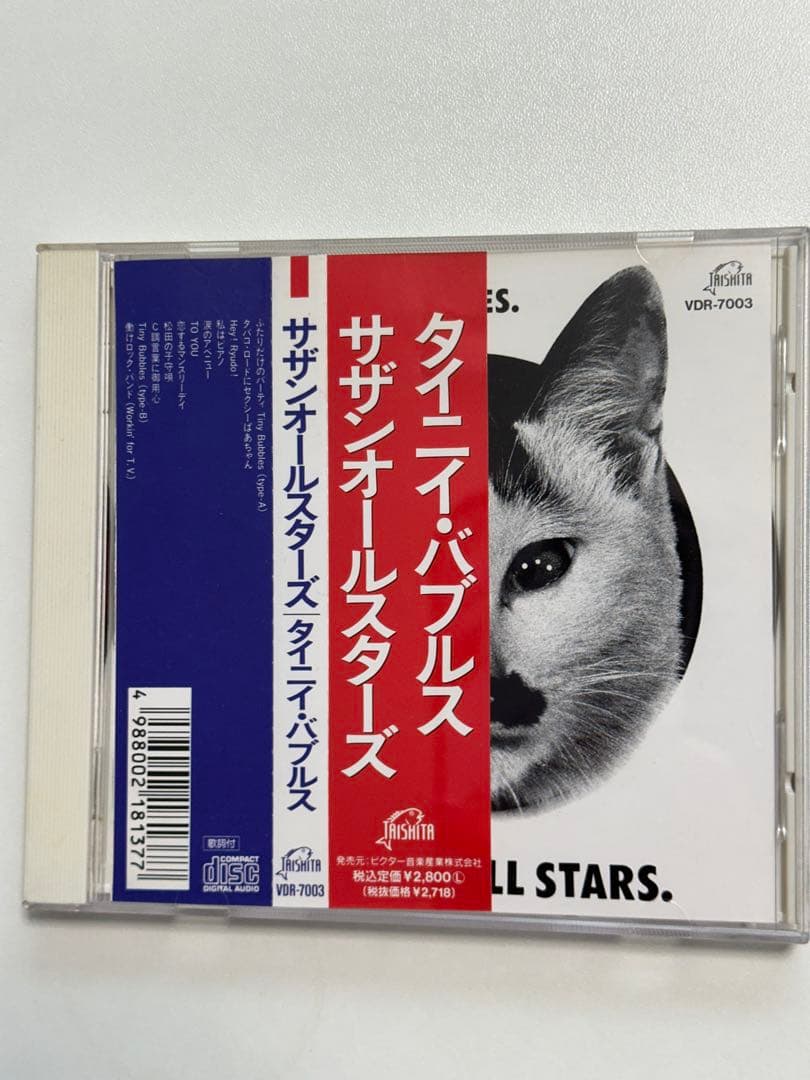 ES.
TAISHITA
VDR-7003
タイニイ・バブルス
サザンオールスターズ
TAISHITA
発売元:ビクター音楽産業株式会社
税込定価¥2,800Ⓛ
(税抜価格¥2,718)
LL STARS.
サザンオールスターズ|タイニイ・バブルス
TAISHITA
VDR-7003
ふたりだけのパーティ Tiny Bubbles (type-A)
タバコ・ロードにセクシーばあちゃん
Hey! Ryudo!
私はピアノ
涙のアベニュー
TO YOU
恋するマンスリーデイ
松田の子守唄
C調言葉に御用心
Tiny Bubbles (type-B)
働けロック・バンド (Workin' for T.V.)
4988002181377
歌詞付
COMPACT
disc
DIGITAL AUDIO